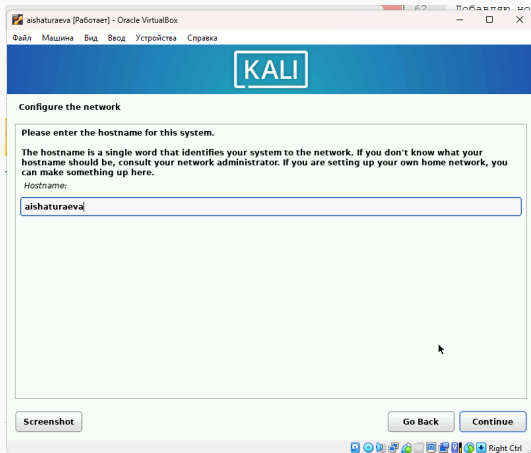 62 Добавляю но
aishaturaeva [Работает] - Oracle VirtualBox
Файл Машина Вид Ввод Устройства Справка
KALI
Configure the network
Please enter the hostname for this system.
The hostname is a single word that identifies your system to the network. If you don't know what your
hostname should be, consult your network administrator. If you are setting up your own home network, you
can make something up here.
Hostname:
aishaturaeva
Screenshot Go Back Continue
Right Ctrl